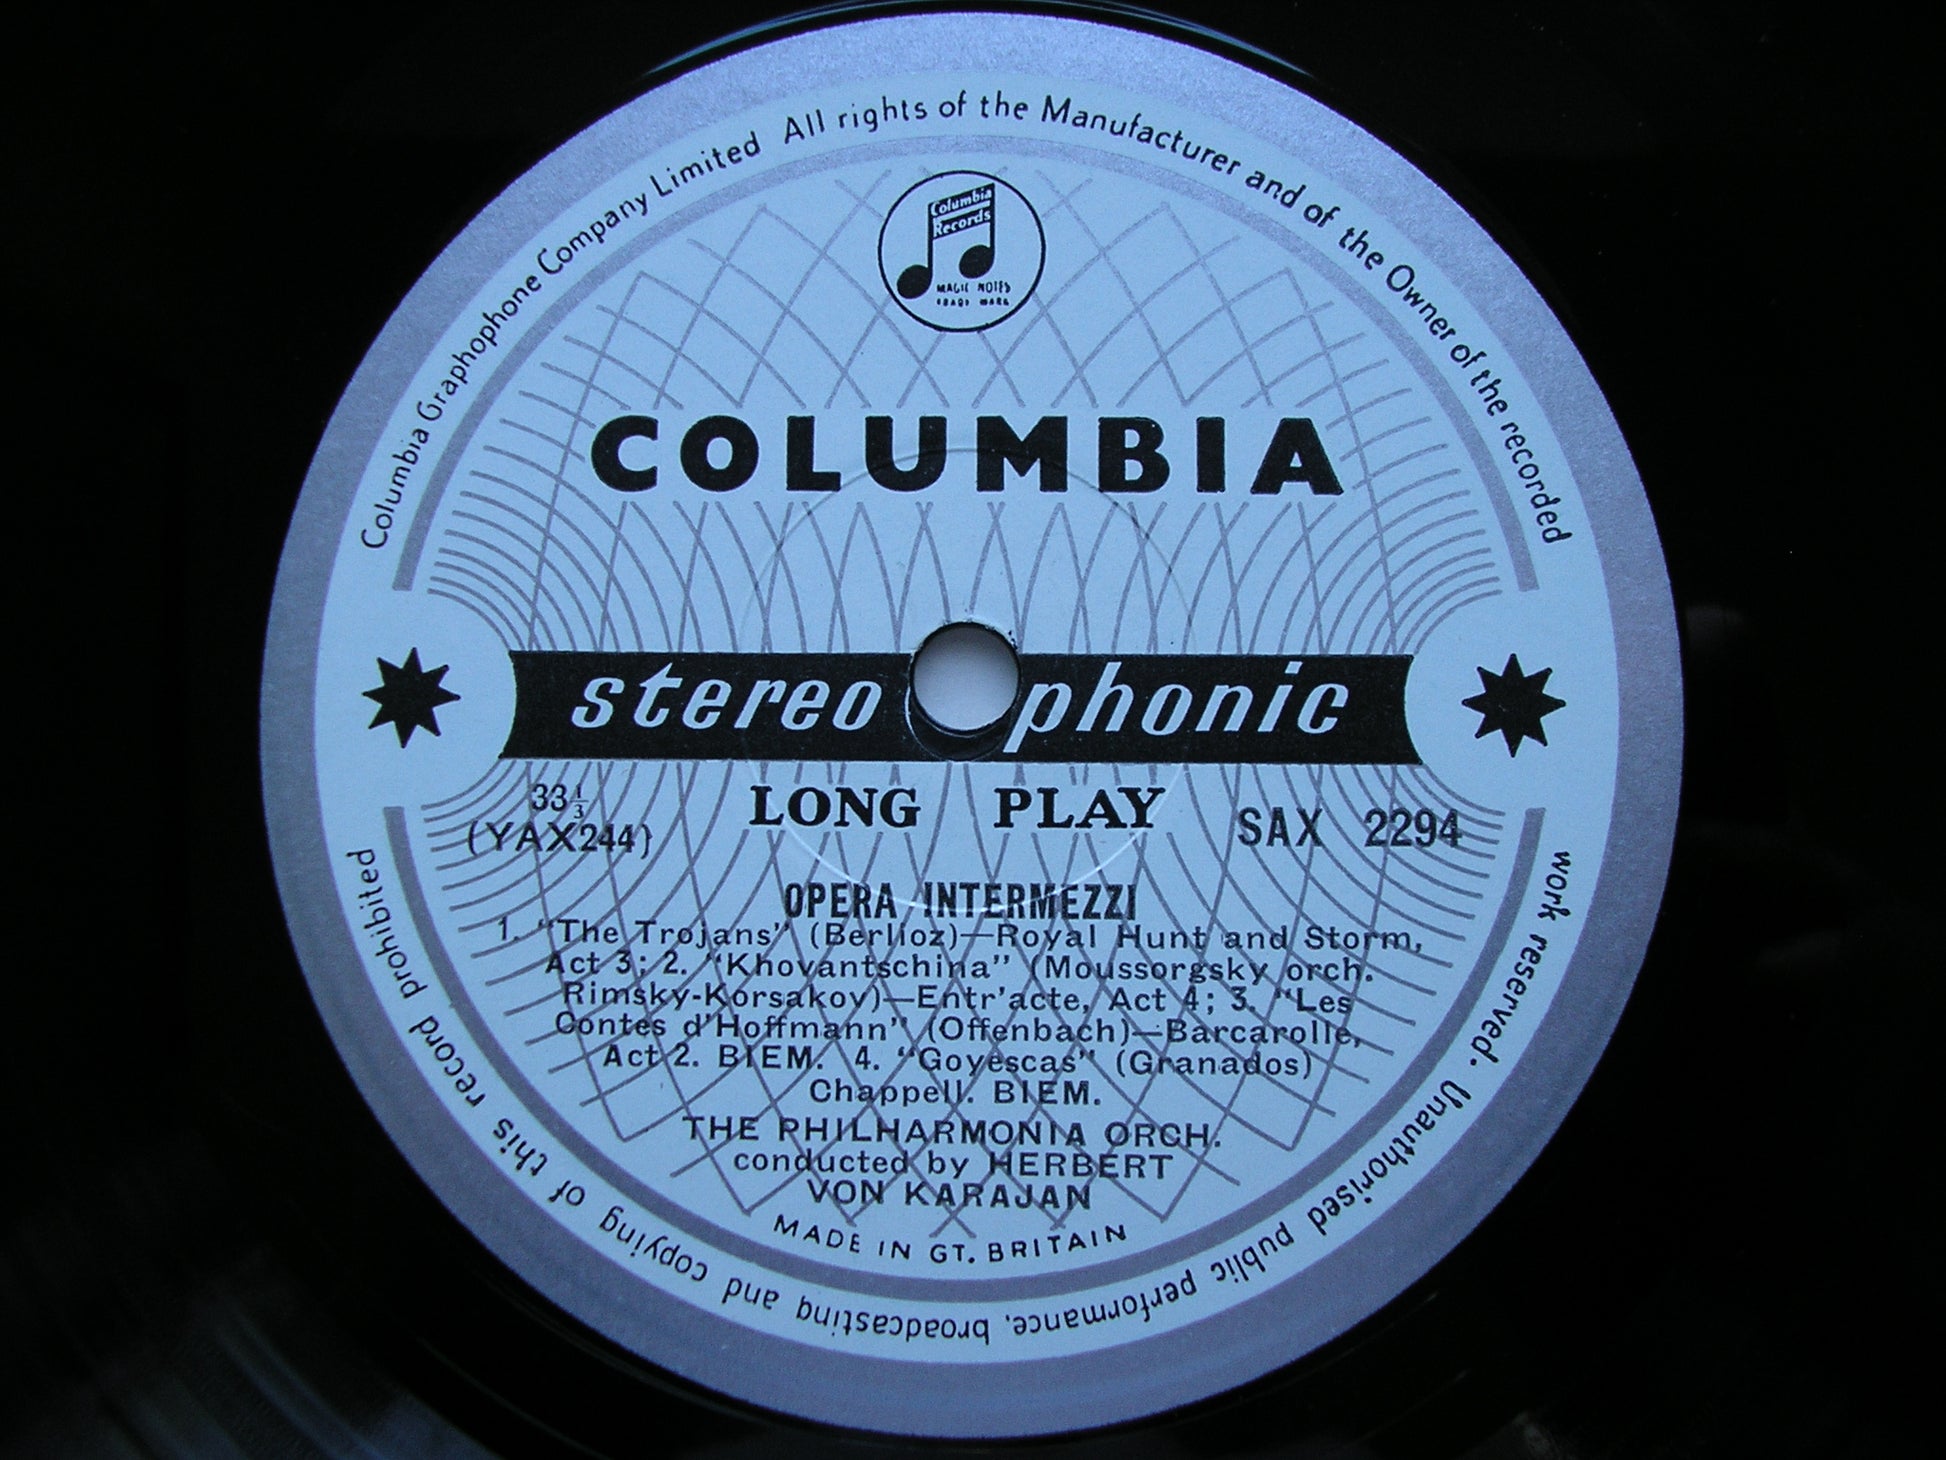 Columbia Graphophone Company Limited All rights of the Manufacturer and of the Owner of the recorded
work reserved. Unauthorised public performance, broadcasting and copying of this record prohibited
Columbia
Records
MAGIC NOTES
TRADE MARK
COLUMBIA
stereophonic
33⅓ LONG PLAY SAX 2294
(YAX244)
OPERA INTERMEZZI
1. "The Trojans" (Berlioz)—Royal Hunt and Storm,
Act 3; 2. "Khovantschina" (Moussorgsky orch.
Rimsky-Korsakov)—Entr'acte, Act 4; 3. "Les
Contes d'Hoffmann" (Offenbach)—Barcarolle,
Act 2. BIEM. 4. "Goyescas" (Granados)
Chappell. BIEM.
THE PHILHARMONIA ORCH.
conducted by HERBERT
VON KARAJAN
MADE IN GT. BRITAIN